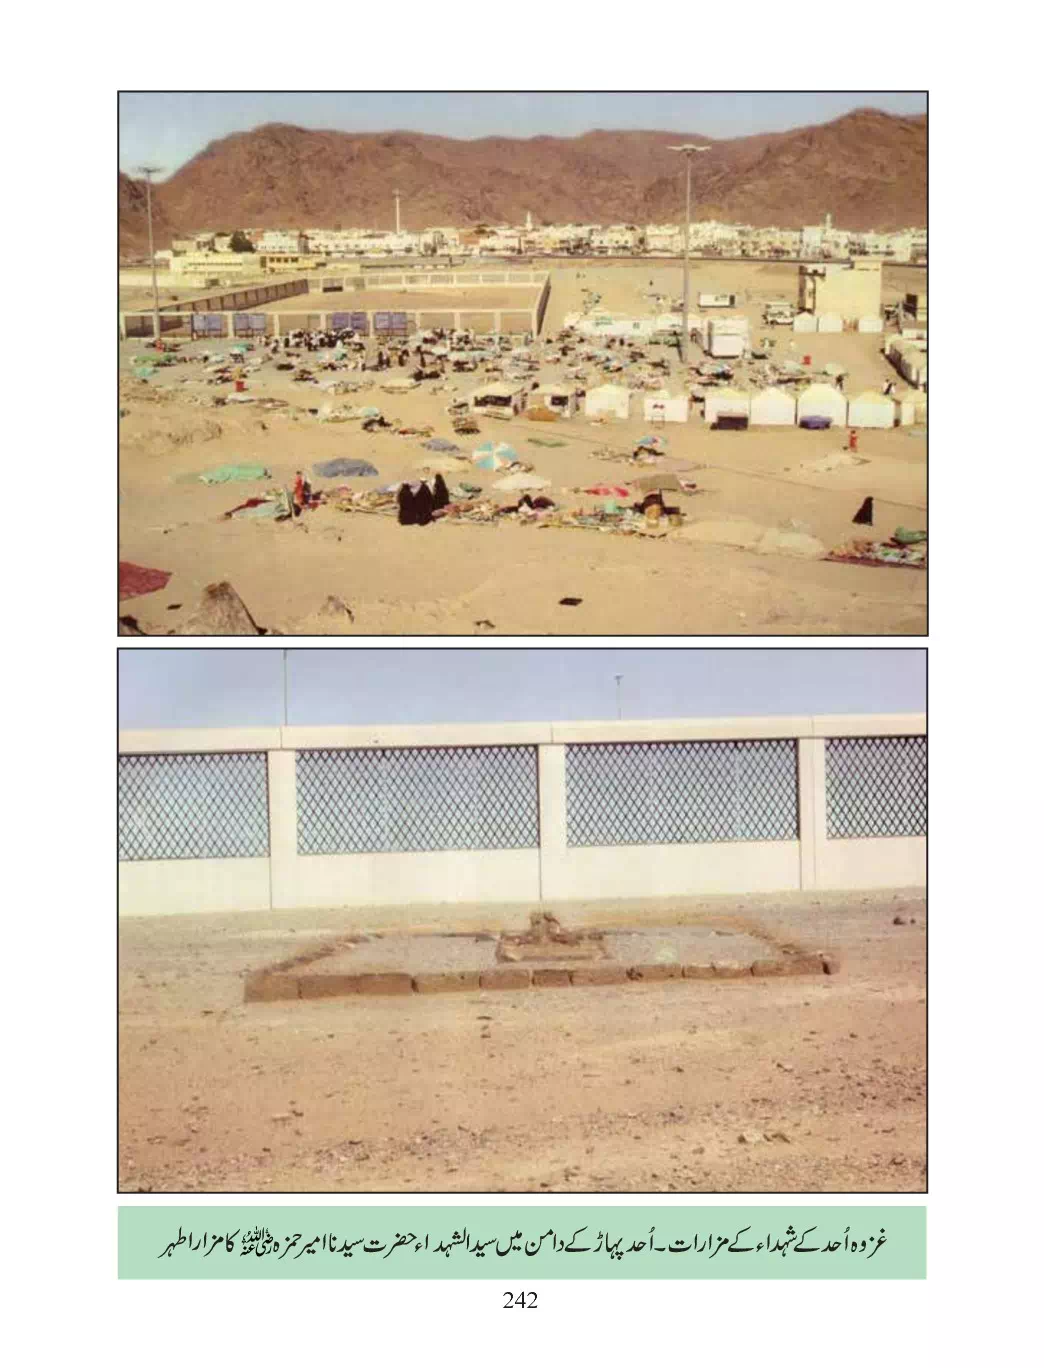 غزوہ اُحد کے شہداء کے مزارات۔ اُحد پہاڑ کے دامن میں سید الشہداء حضرت سیدنا امیر حمزہ رضی اللہ عنہ کا مزار اطہر
242